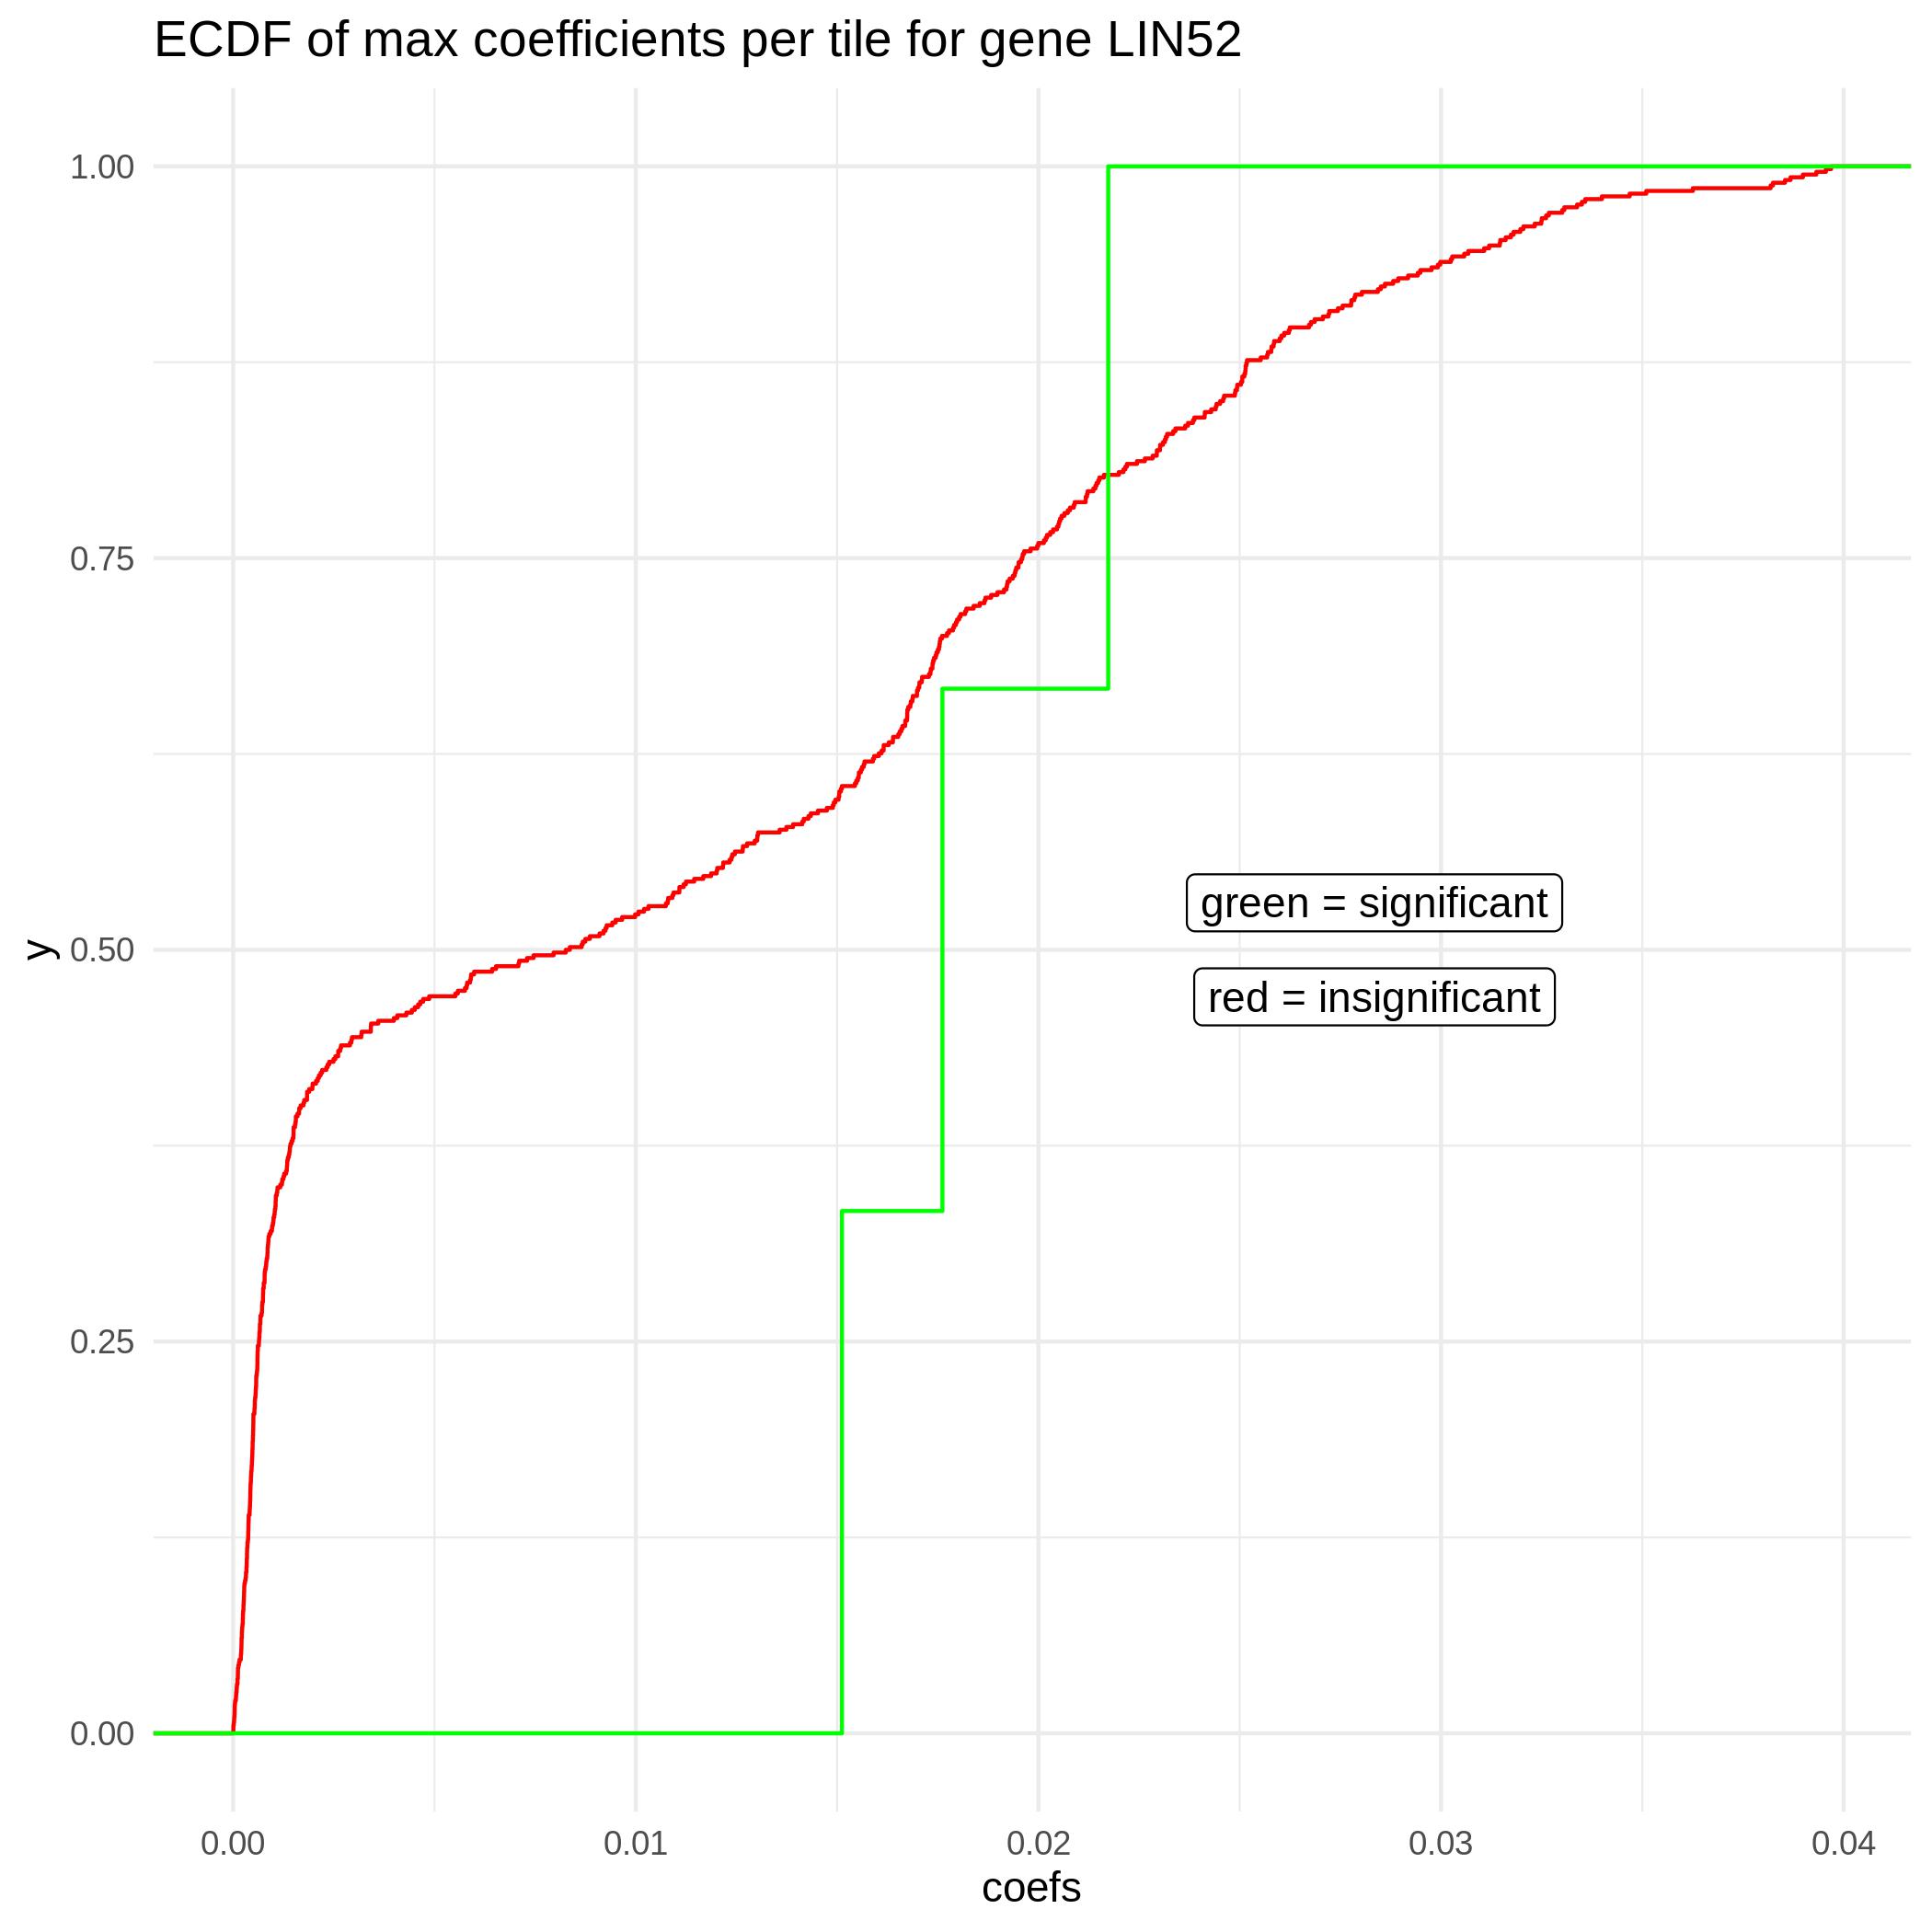 ECDF of max coefficients per tile for gene LIN52
1.00
0.75
0.50
0.25
0.00
y
green = significant
red = insignificant
0.00 0.01 0.02 0.03 0.04
coefs